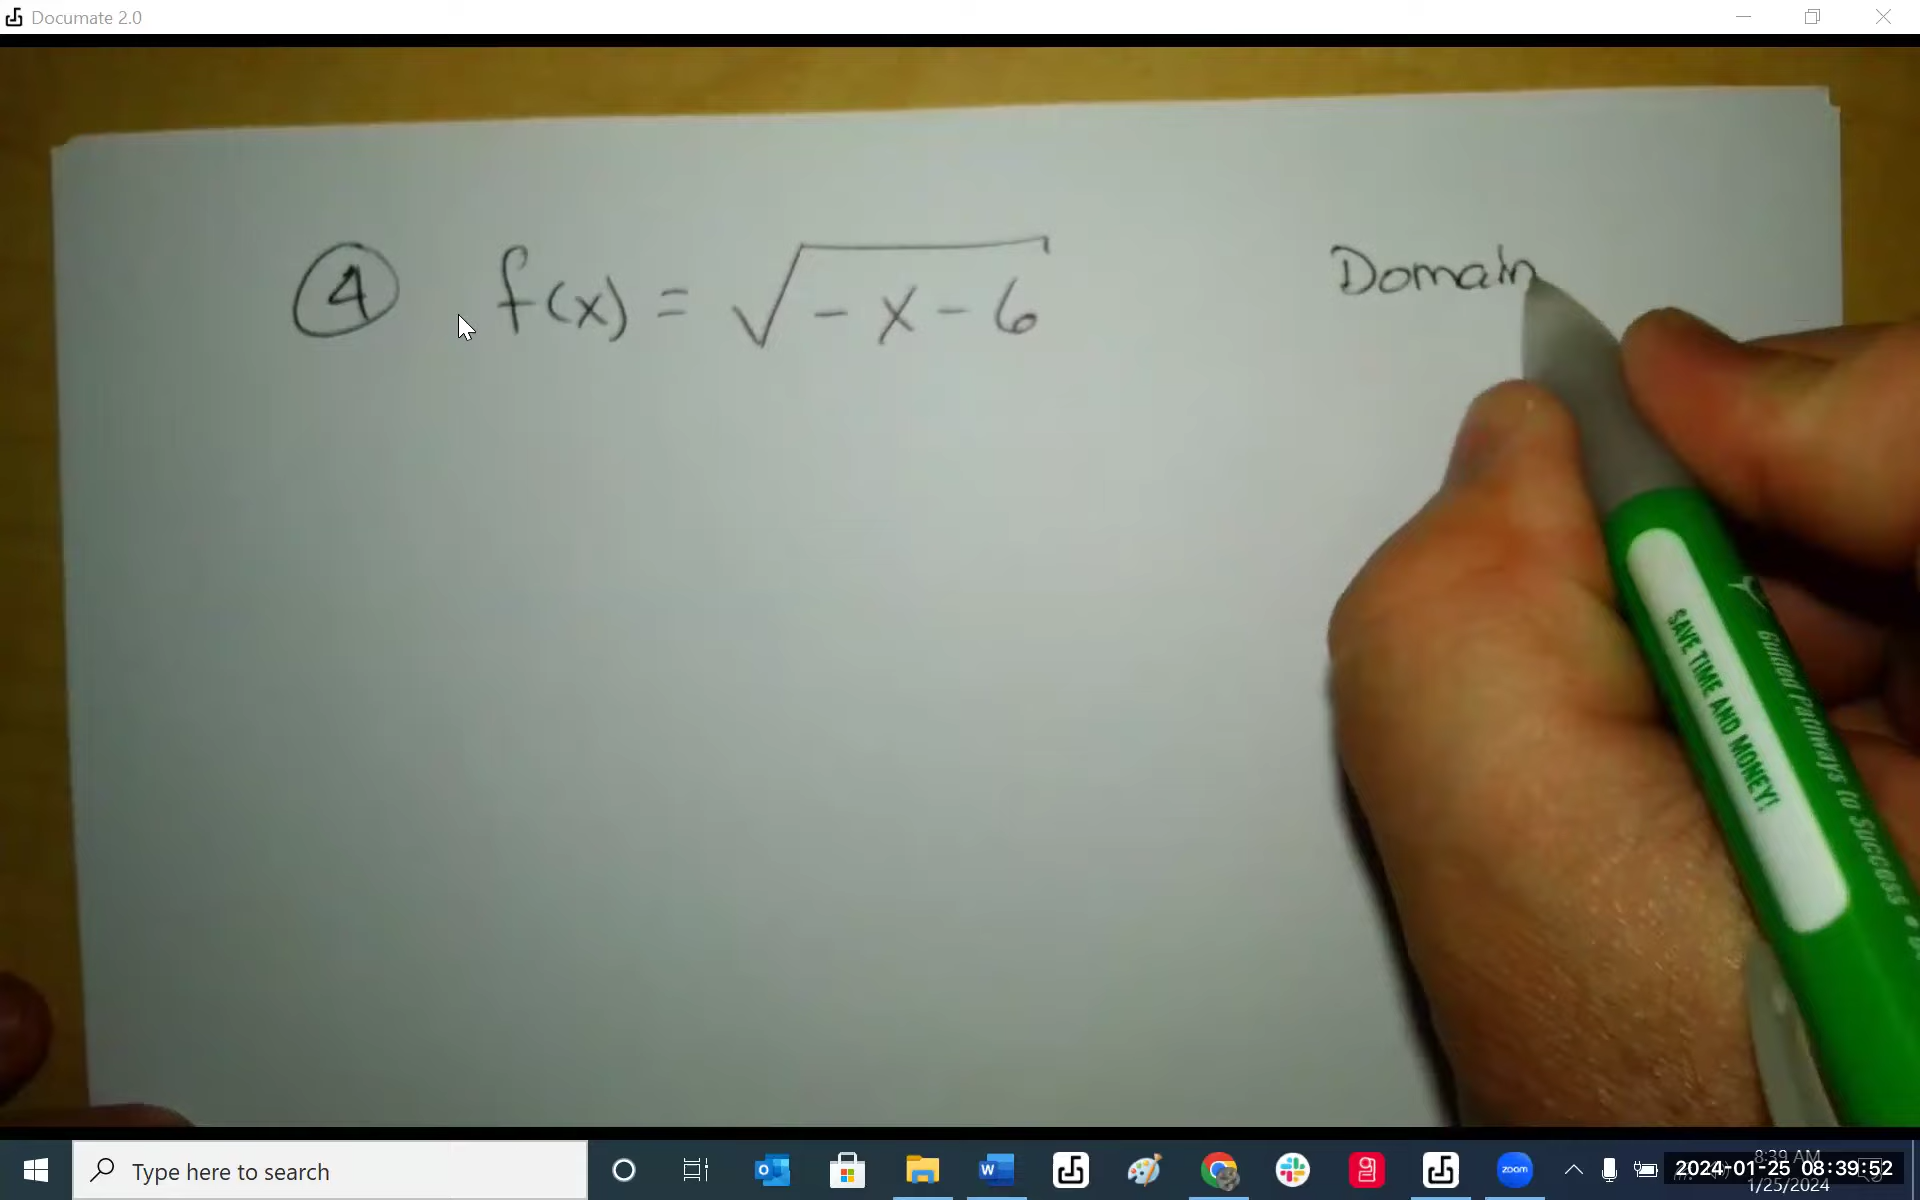 Documate 2.0
④ f(x) = √-x-6
Domain
SAVE TIME AND MONEY!
Guided Pathways to Success •
Type here to search
8:39 AM
2024-01-25 08:39:52
1/25/2024
zoom